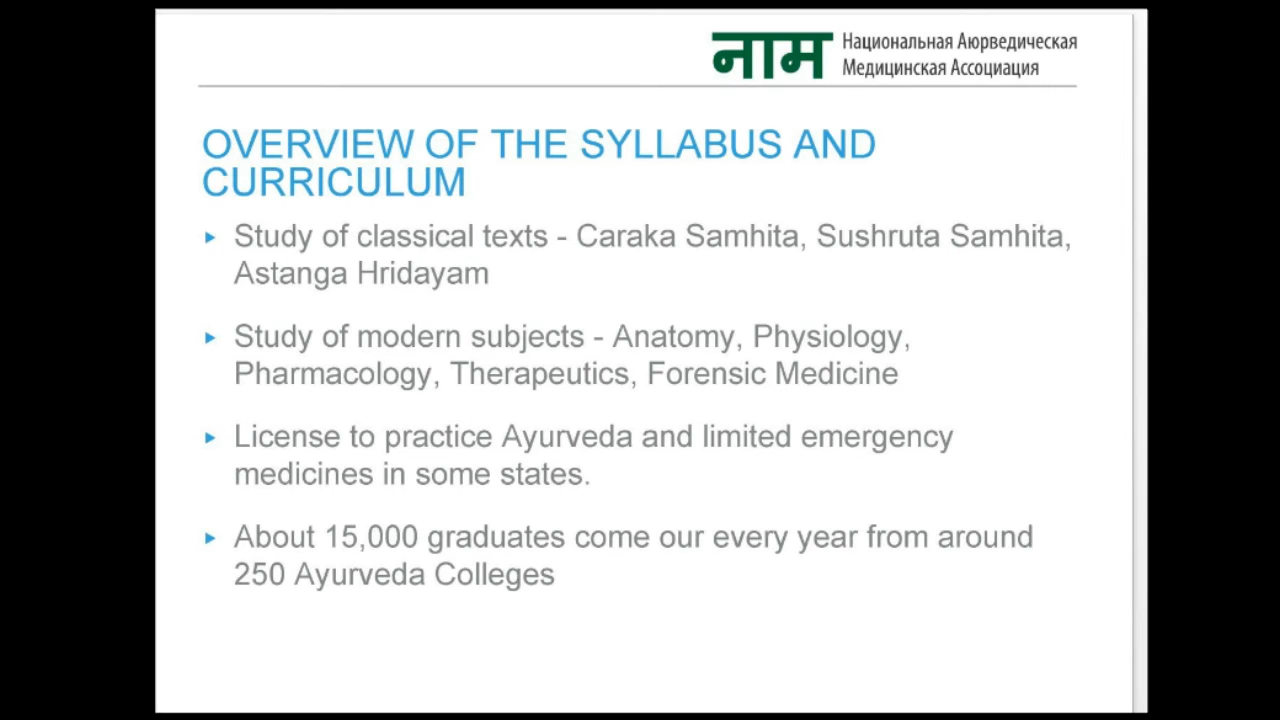 नाम Национальная Аюрведическая
Медицинская Ассоциация
OVERVIEW OF THE SYLLABUS AND
CURRICULUM
▸ Study of classical texts - Caraka Samhita, Sushruta Samhita,
Astanga Hridayam
▸ Study of modern subjects - Anatomy, Physiology,
Pharmacology, Therapeutics, Forensic Medicine
▸ License to practice Ayurveda and limited emergency
medicines in some states.
▸ About 15,000 graduates come our every year from around
250 Ayurveda Colleges